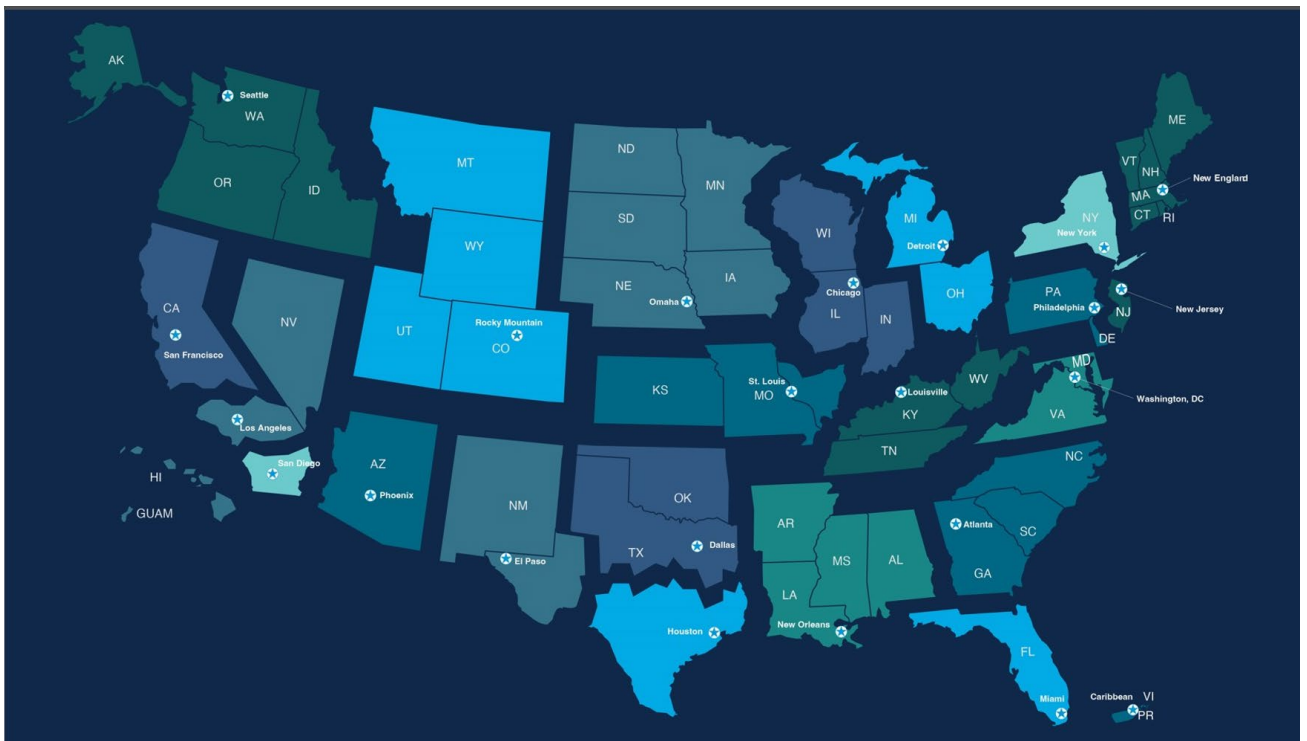 AK
Seattle
WA
OR
ID
MT
WY
UT
Rocky Mountain
CO
CA
San Francisco
NV
Los Angeles
San Diego
HI
GUAM
AZ
Phoenix
NM
El Paso
ND
MN
SD
NE
IA
Omaha
KS
St. Louis
MO
OK
TX
Dallas
Houston
WI
Chicago
IL
IN
MI
Detroit
OH
WV
Louisville
KY
TN
AR
MS
AL
LA
New Orleans
ME
VT
NH
New England
MA
CT
RI
NY
New York
PA
Philadelphia
NJ
New Jersey
DE
MD
Washington, DC
VA
NC
SC
Atlanta
GA
FL
Miami
Caribbean
VI
PR